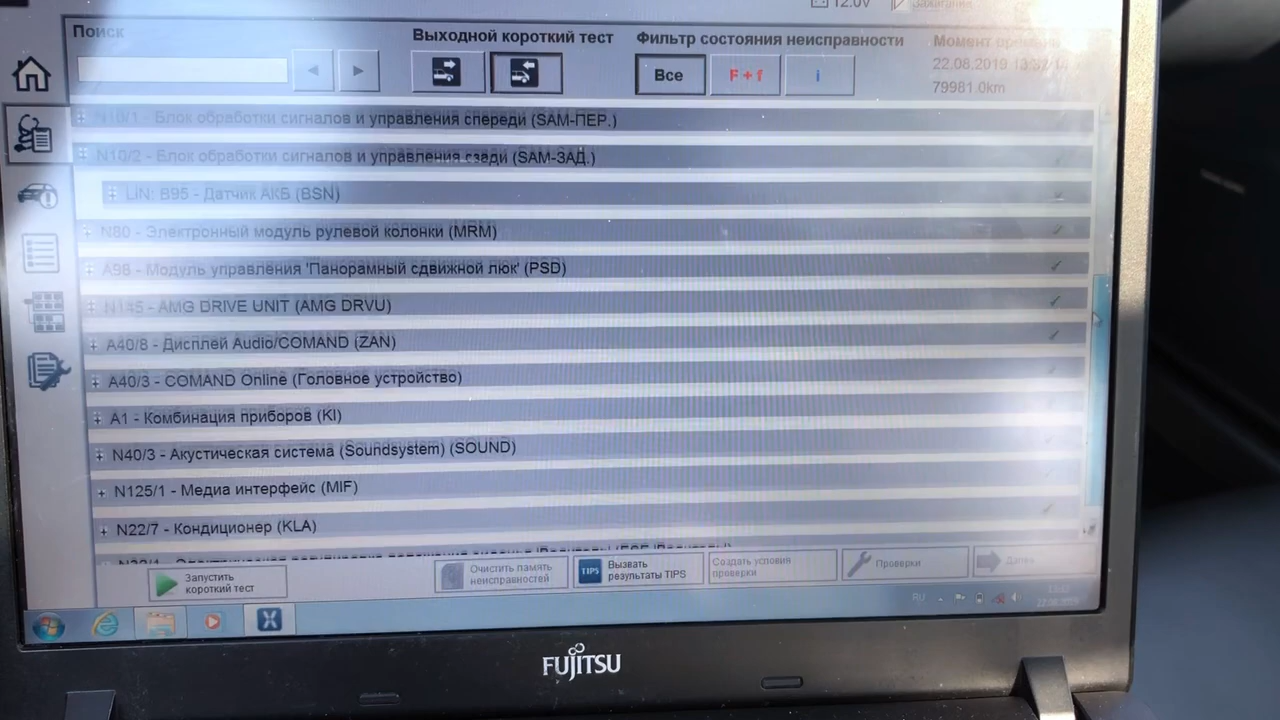 12.0V
Зажигание
Поиск
Выходной короткий тест
Фильтр состояния неисправности
Момент
Все
F + f
i
22.08.2019
79981.0km
N10/1 - Блок обработки сигналов и управления спереди (SAM-ПЕР.)
N10/2 - Блок обработки сигналов и управления сзади (SAM-ЗАД.)
LIN: B95 - Датчик АКБ (BSN)
N80 - Электронный модуль рулевой колонки (MRM)
A98 - Модуль управления 'Панорамный сдвижной люк' (PSD)
N145 - AMG DRIVE UNIT (AMG DRVU)
A40/8 - Дисплей Audio/COMAND (ZAN)
A40/3 - COMAND Online (Головное устройство)
A1 - Комбинация приборов (KI)
N40/3 - Акустическая система (Soundsystem) (SOUND)
N125/1 - Медиа интерфейс (MIF)
N22/7 - Кондиционер (KLA)
Запустить
короткий тест
Очистить память
неисправностей
TIPS
Вызвать
результаты TIPS
Создать условия
проверки
Проверки
Далее
RU
FUJITSU